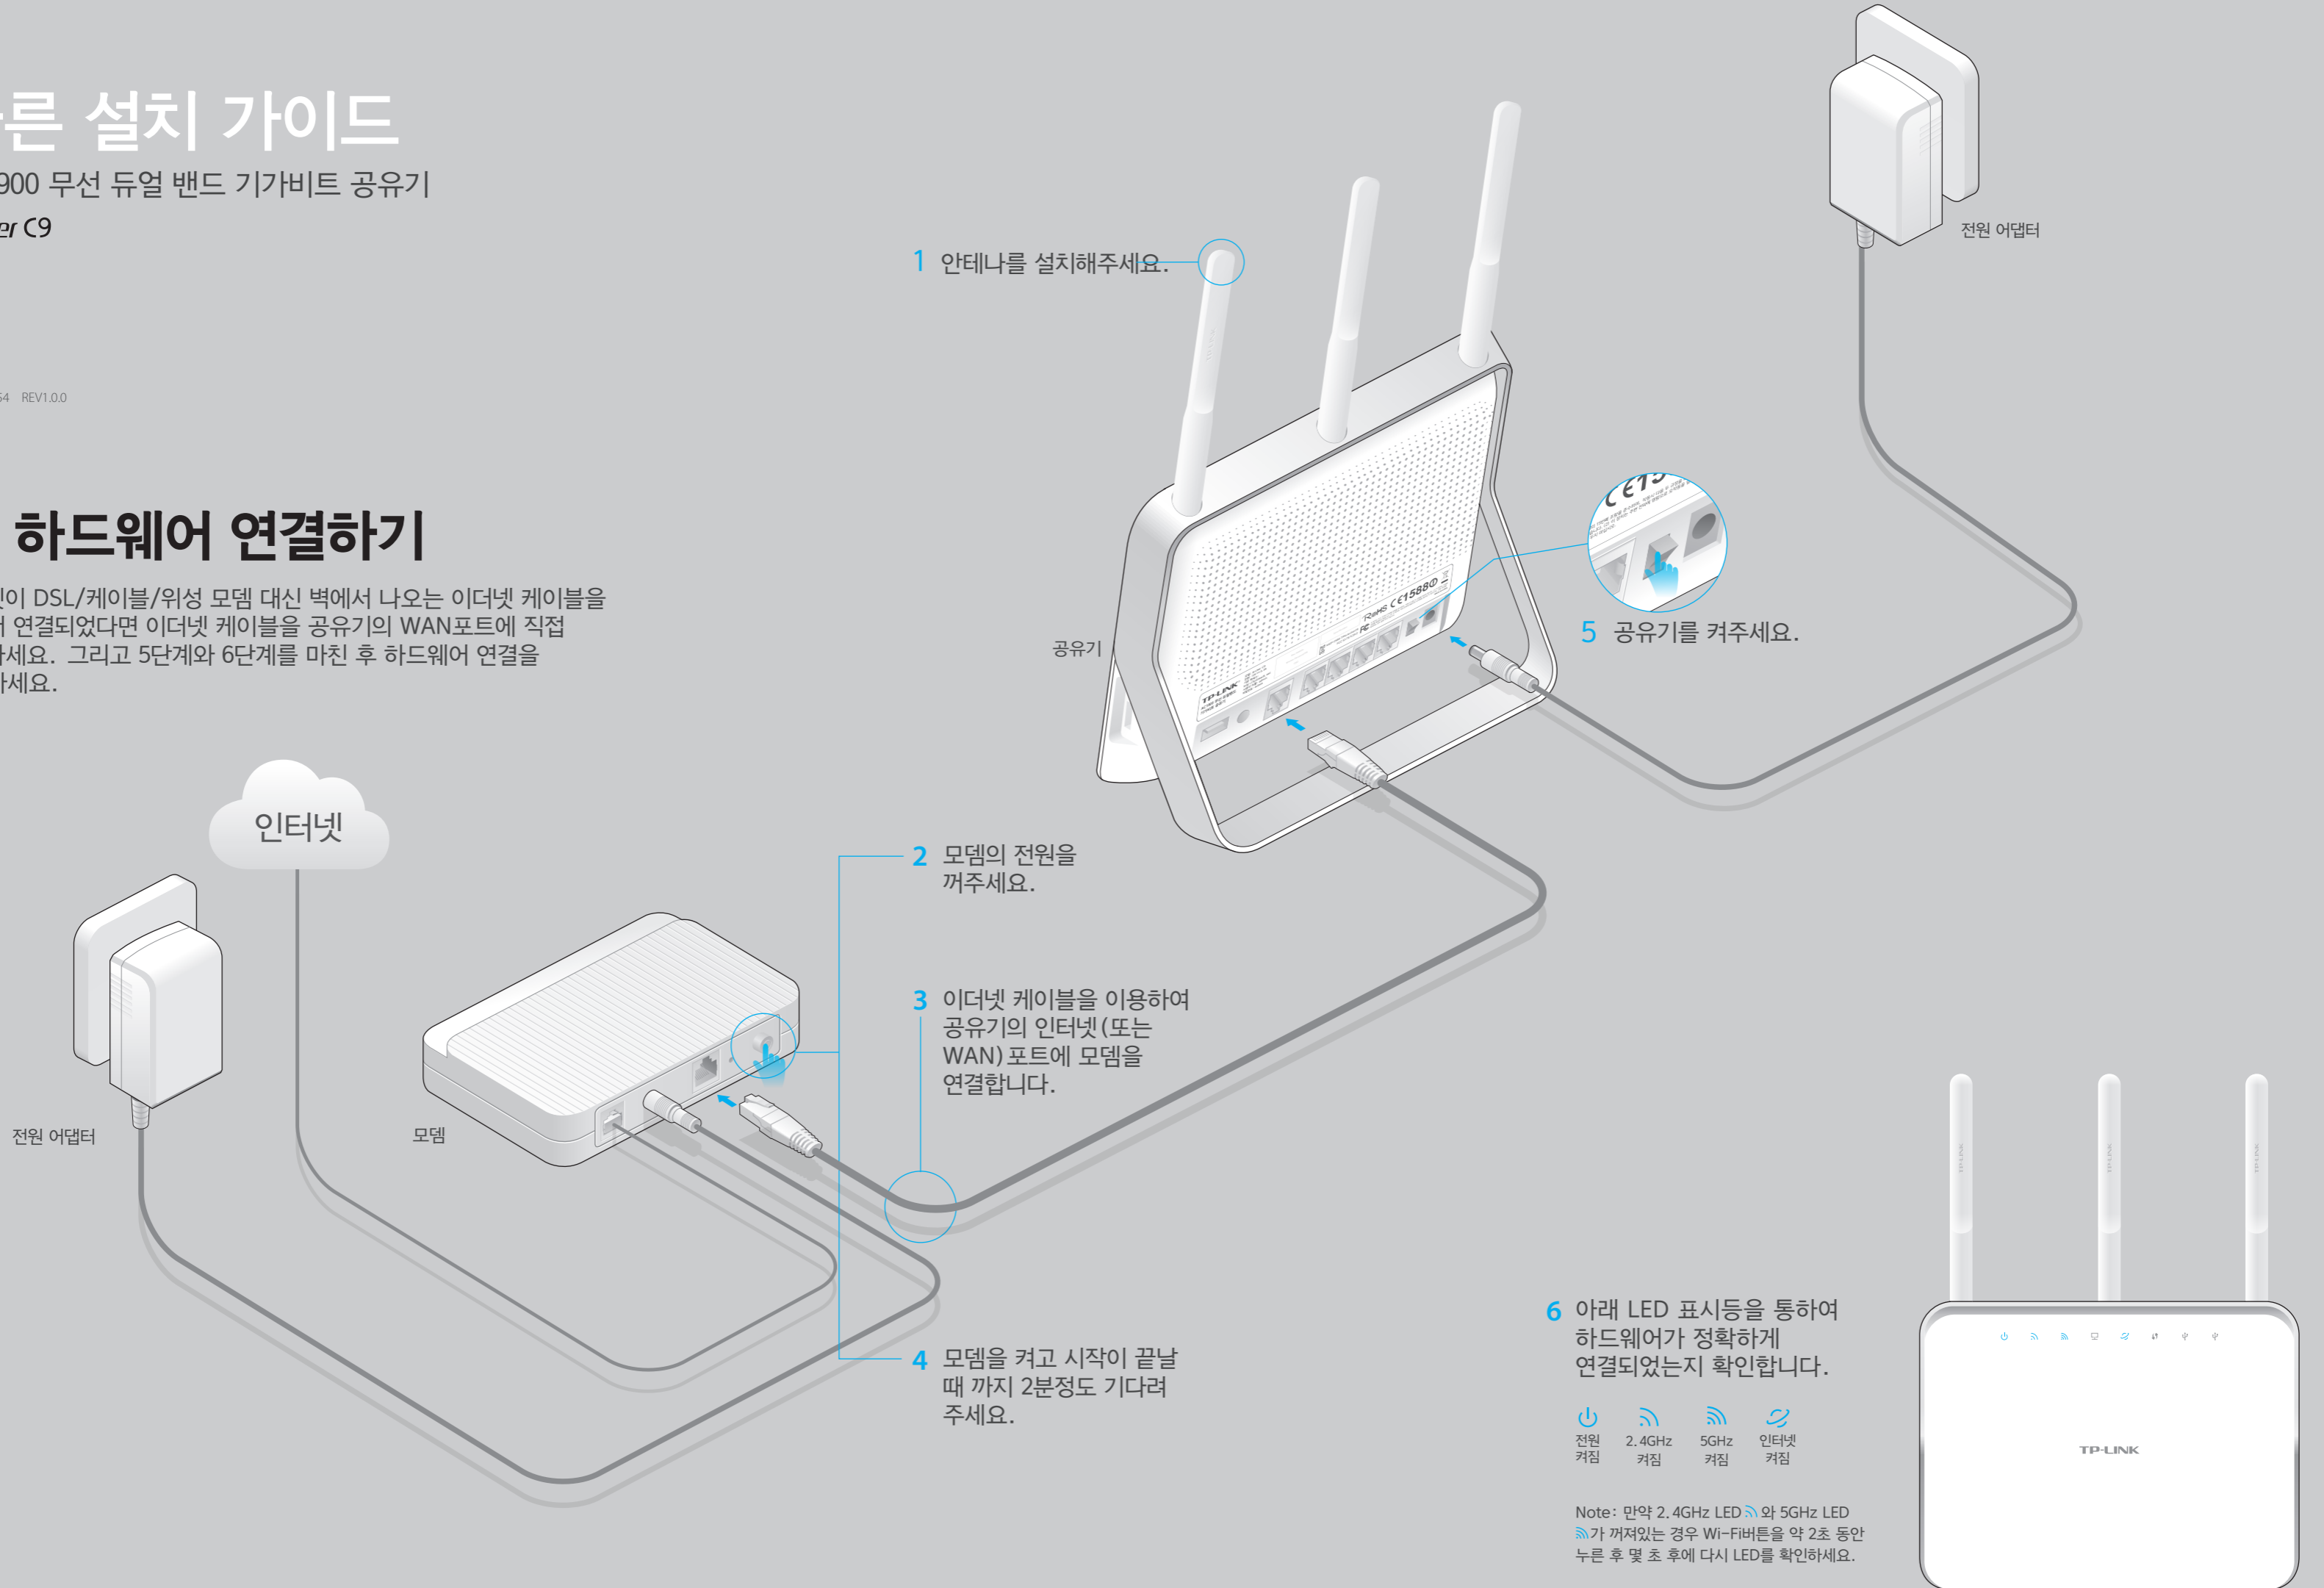 른 설치 가이드
900 무선 듀얼 밴드 기가비트 공유기
er C9
64 REV1.0.0
하드웨어 연결하기
이 DSL/케이블/위성 모뎀 대신 벽에서 나오는 이더넷 케이블을
연결되었다면 이더넷 케이블을 공유기의 WAN포트에 직접
세요. 그리고 5단계와 6단계를 마친 후 하드웨어 연결을
세요.
인터넷
전원 어댑터
모뎀
1 안테나를 설치해주세요.
공유기
전원 어댑터
TP-LINK
RoHS CE1588
CE15
5 공유기를 켜주세요.
2 모뎀의 전원을
꺼주세요.
3 이더넷 케이블을 이용하여
공유기의 인터넷(또는
WAN)포트에 모뎀을
연결합니다.
4 모뎀을 켜고 시작이 끝날
때 까지 2분정도 기다려
주세요.
6 아래 LED 표시등을 통하여
하드웨어가 정확하게
연결되었는지 확인합니다.
전원 켜짐
2.4GHz 켜짐
5GHz 켜짐
인터넷 켜짐
Note: 만약 2.4GHz LED 와 5GHz LED
가 꺼져있는 경우 Wi-Fi버튼을 약 2초 동안
누른 후 몇 초 후에 다시 LED를 확인하세요.
TP-LINK
TP-LINK
TP-LINK
TP-LINK